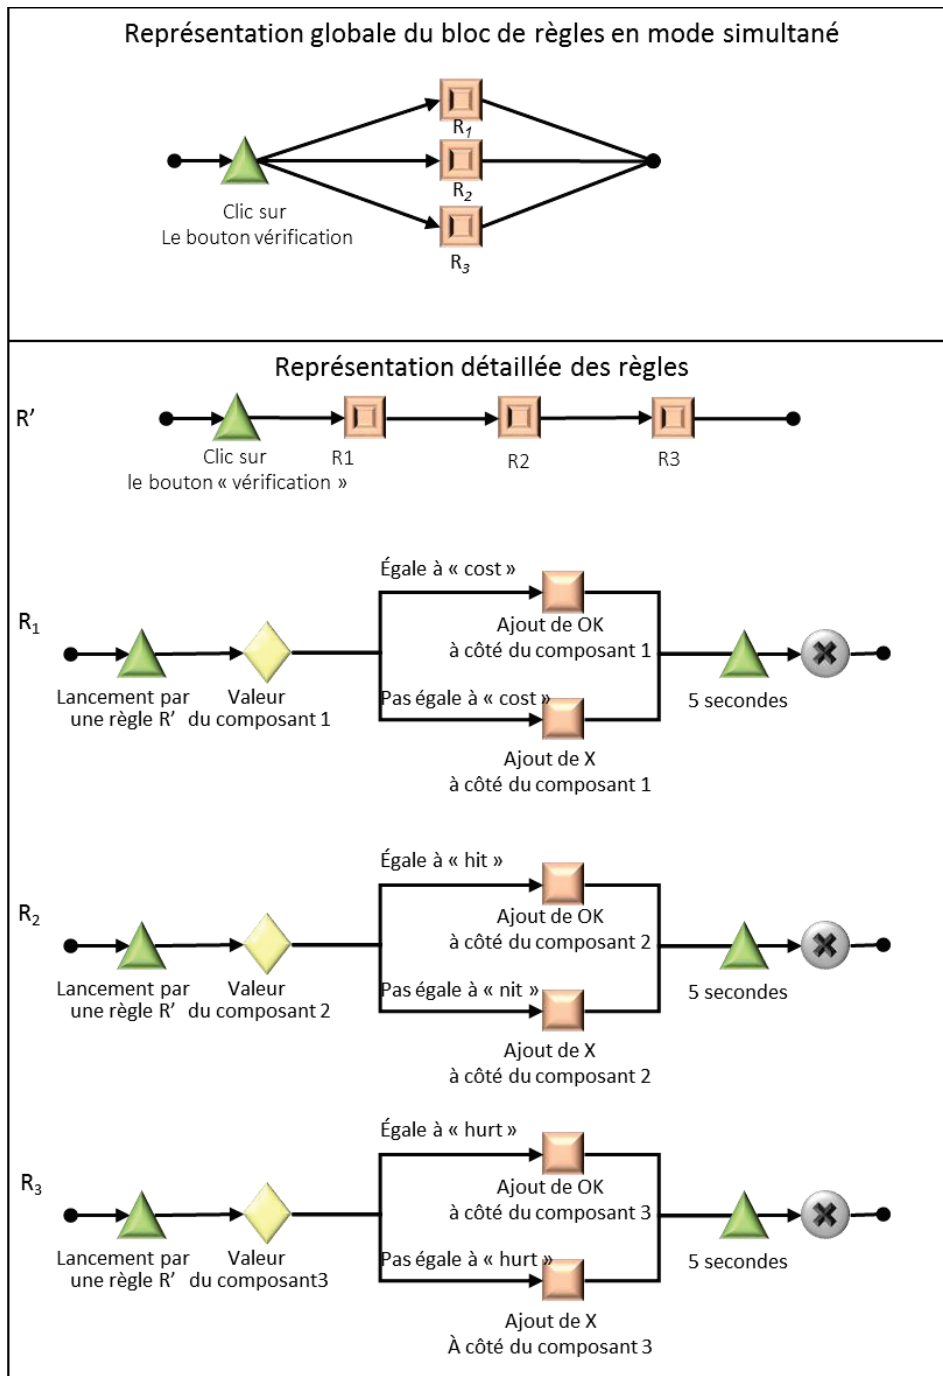 Représentation globale du bloc de règles en mode simultané
R1
R2
R3
Clic sur
Le bouton vérification
Représentation détaillée des règles
R'
Clic sur
le bouton « vérification »
R1
R2
R3
R1
Lancement par
une règle R'
Valeur
du composant 1
Égale à « cost »
Ajout de OK
à côté du composant 1
Pas égale à « cost »
Ajout de X
à côté du composant 1
5 secondes
R2
Lancement par
une règle R'
Valeur
du composant 2
Égale à « hit »
Ajout de OK
à côté du composant 2
Pas égale à « nit »
Ajout de X
à côté du composant 2
5 secondes
R3
Lancement par
une règle R'
Valeur
du composant3
Égale à « hurt »
Ajout de OK
à côté du composant 3
Pas égale à « hurt »
Ajout de X
À côté du composant 3
5 secondes